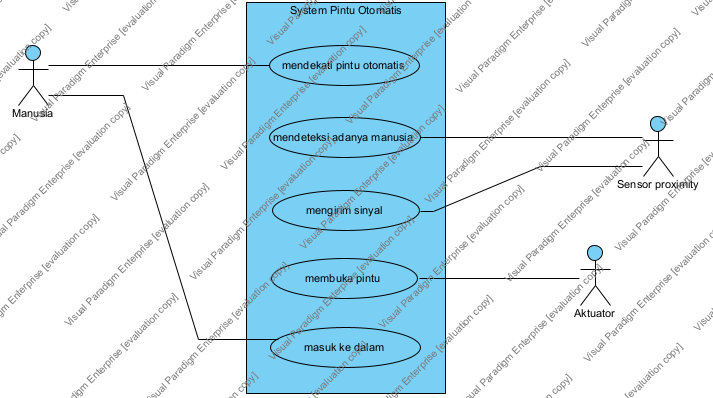 System Pintu Otomatis
mendekati pintu otomatis
Manusia
mendeteksi adanya manusia
Sensor proximity
mengirim sinyal
membuka pintu
Aktuator
masuk ke dalam
Visual Paradigm Enterprise [evaluation copy]